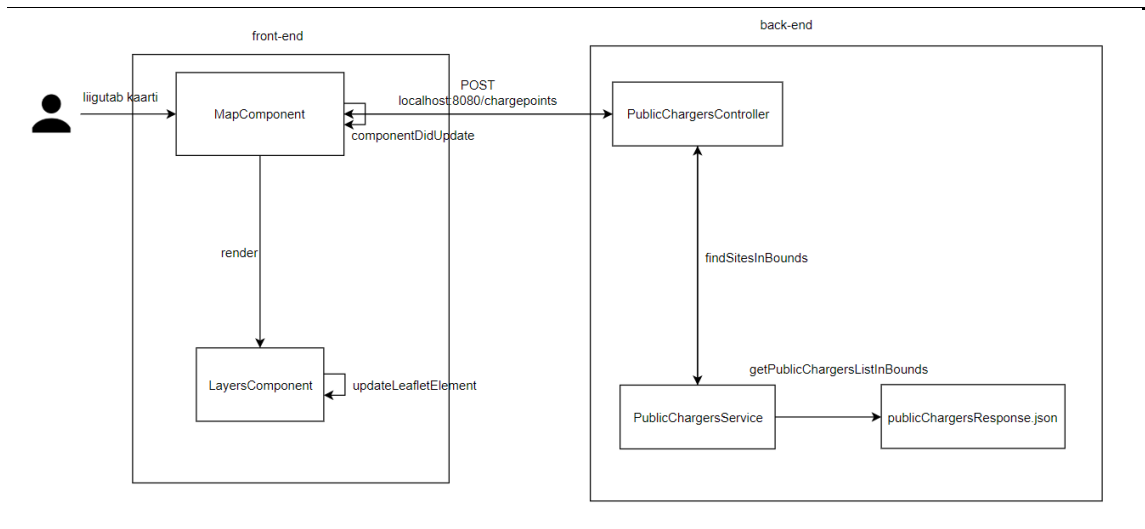 front-end
back-end
liigutab kaarti
MapComponent
componentDidUpdate
POST
localhost:8080/chargepoints
PublicChargersController
render
findSitesInBounds
LayersComponent
updateLeafletElement
getPublicChargersListInBounds
PublicChargersService
publicChargersResponse.json